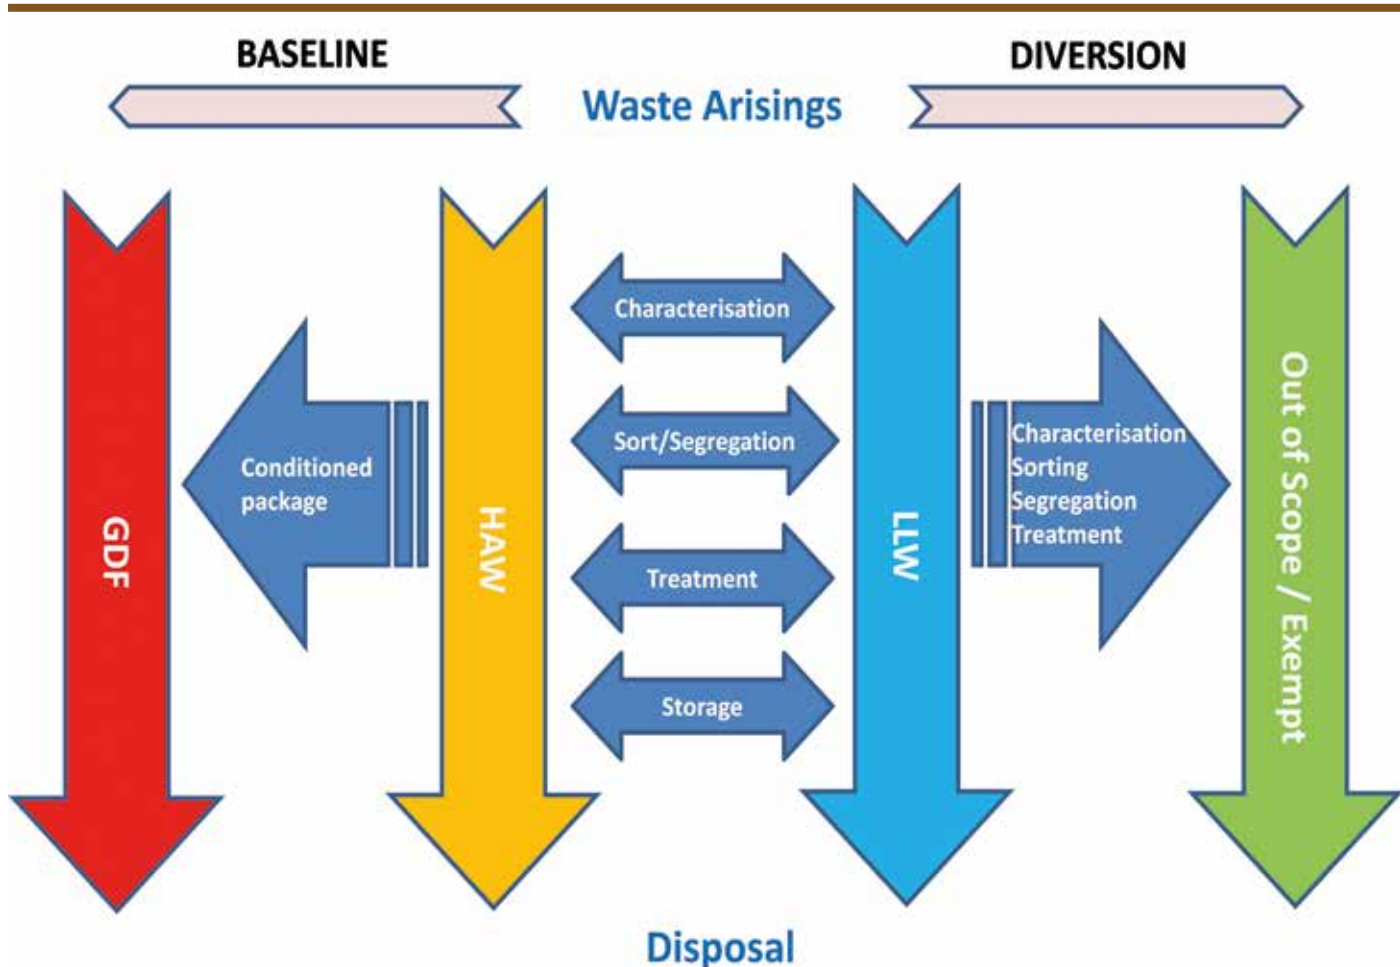 BASELINE
DIVERSION
Waste Arisings
Characterisation
Sort/Segregation
Treatment
Storage
Conditioned
package
Characterisation
Sorting
Segregation
Treatment
GDF
HAW
LLW
Out of Scope / Exempt
Disposal